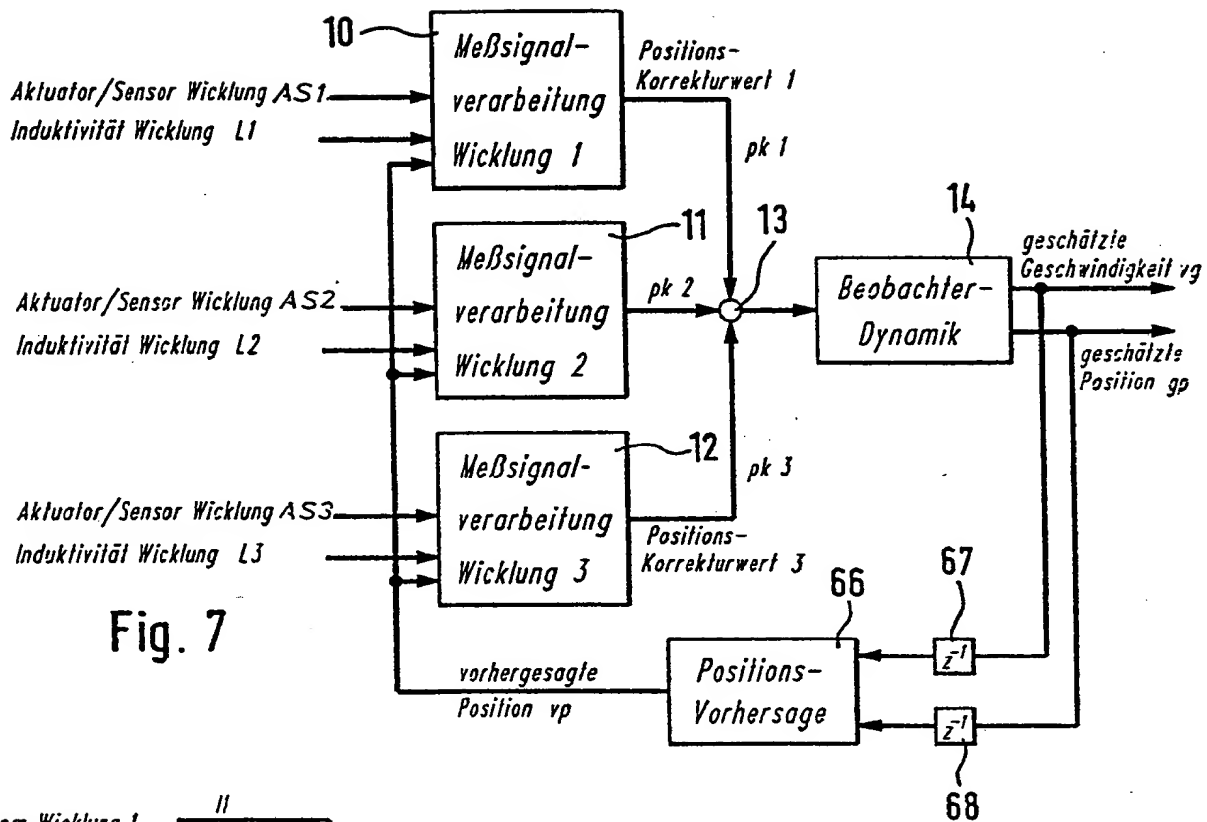 10
Meßsignal-
verarbeitung
Wicklung 1
Positions-
Korrekturwert 1
Aktuator/Sensor Wicklung AS1
Induktivität Wicklung L1
pk 1
11
Meßsignal-
verarbeitung
Wicklung 2
pk 2
13
14
Beobachter-
Dynamik
geschätzte
Geschwindigkeit vg
geschätzte
Position gp
Aktuator/Sensor Wicklung AS2
Induktivität Wicklung L2
12
Meßsignal-
verarbeitung
Wicklung 3
pk 3
Positions-
Korrekturwert 3
Aktuator/Sensor Wicklung AS3
Induktivität Wicklung L3
Fig. 7
66
67
z⁻¹
Positions-
Vorhersage
vorhergesagte
Position vp
z⁻¹
68
Wicklung 1